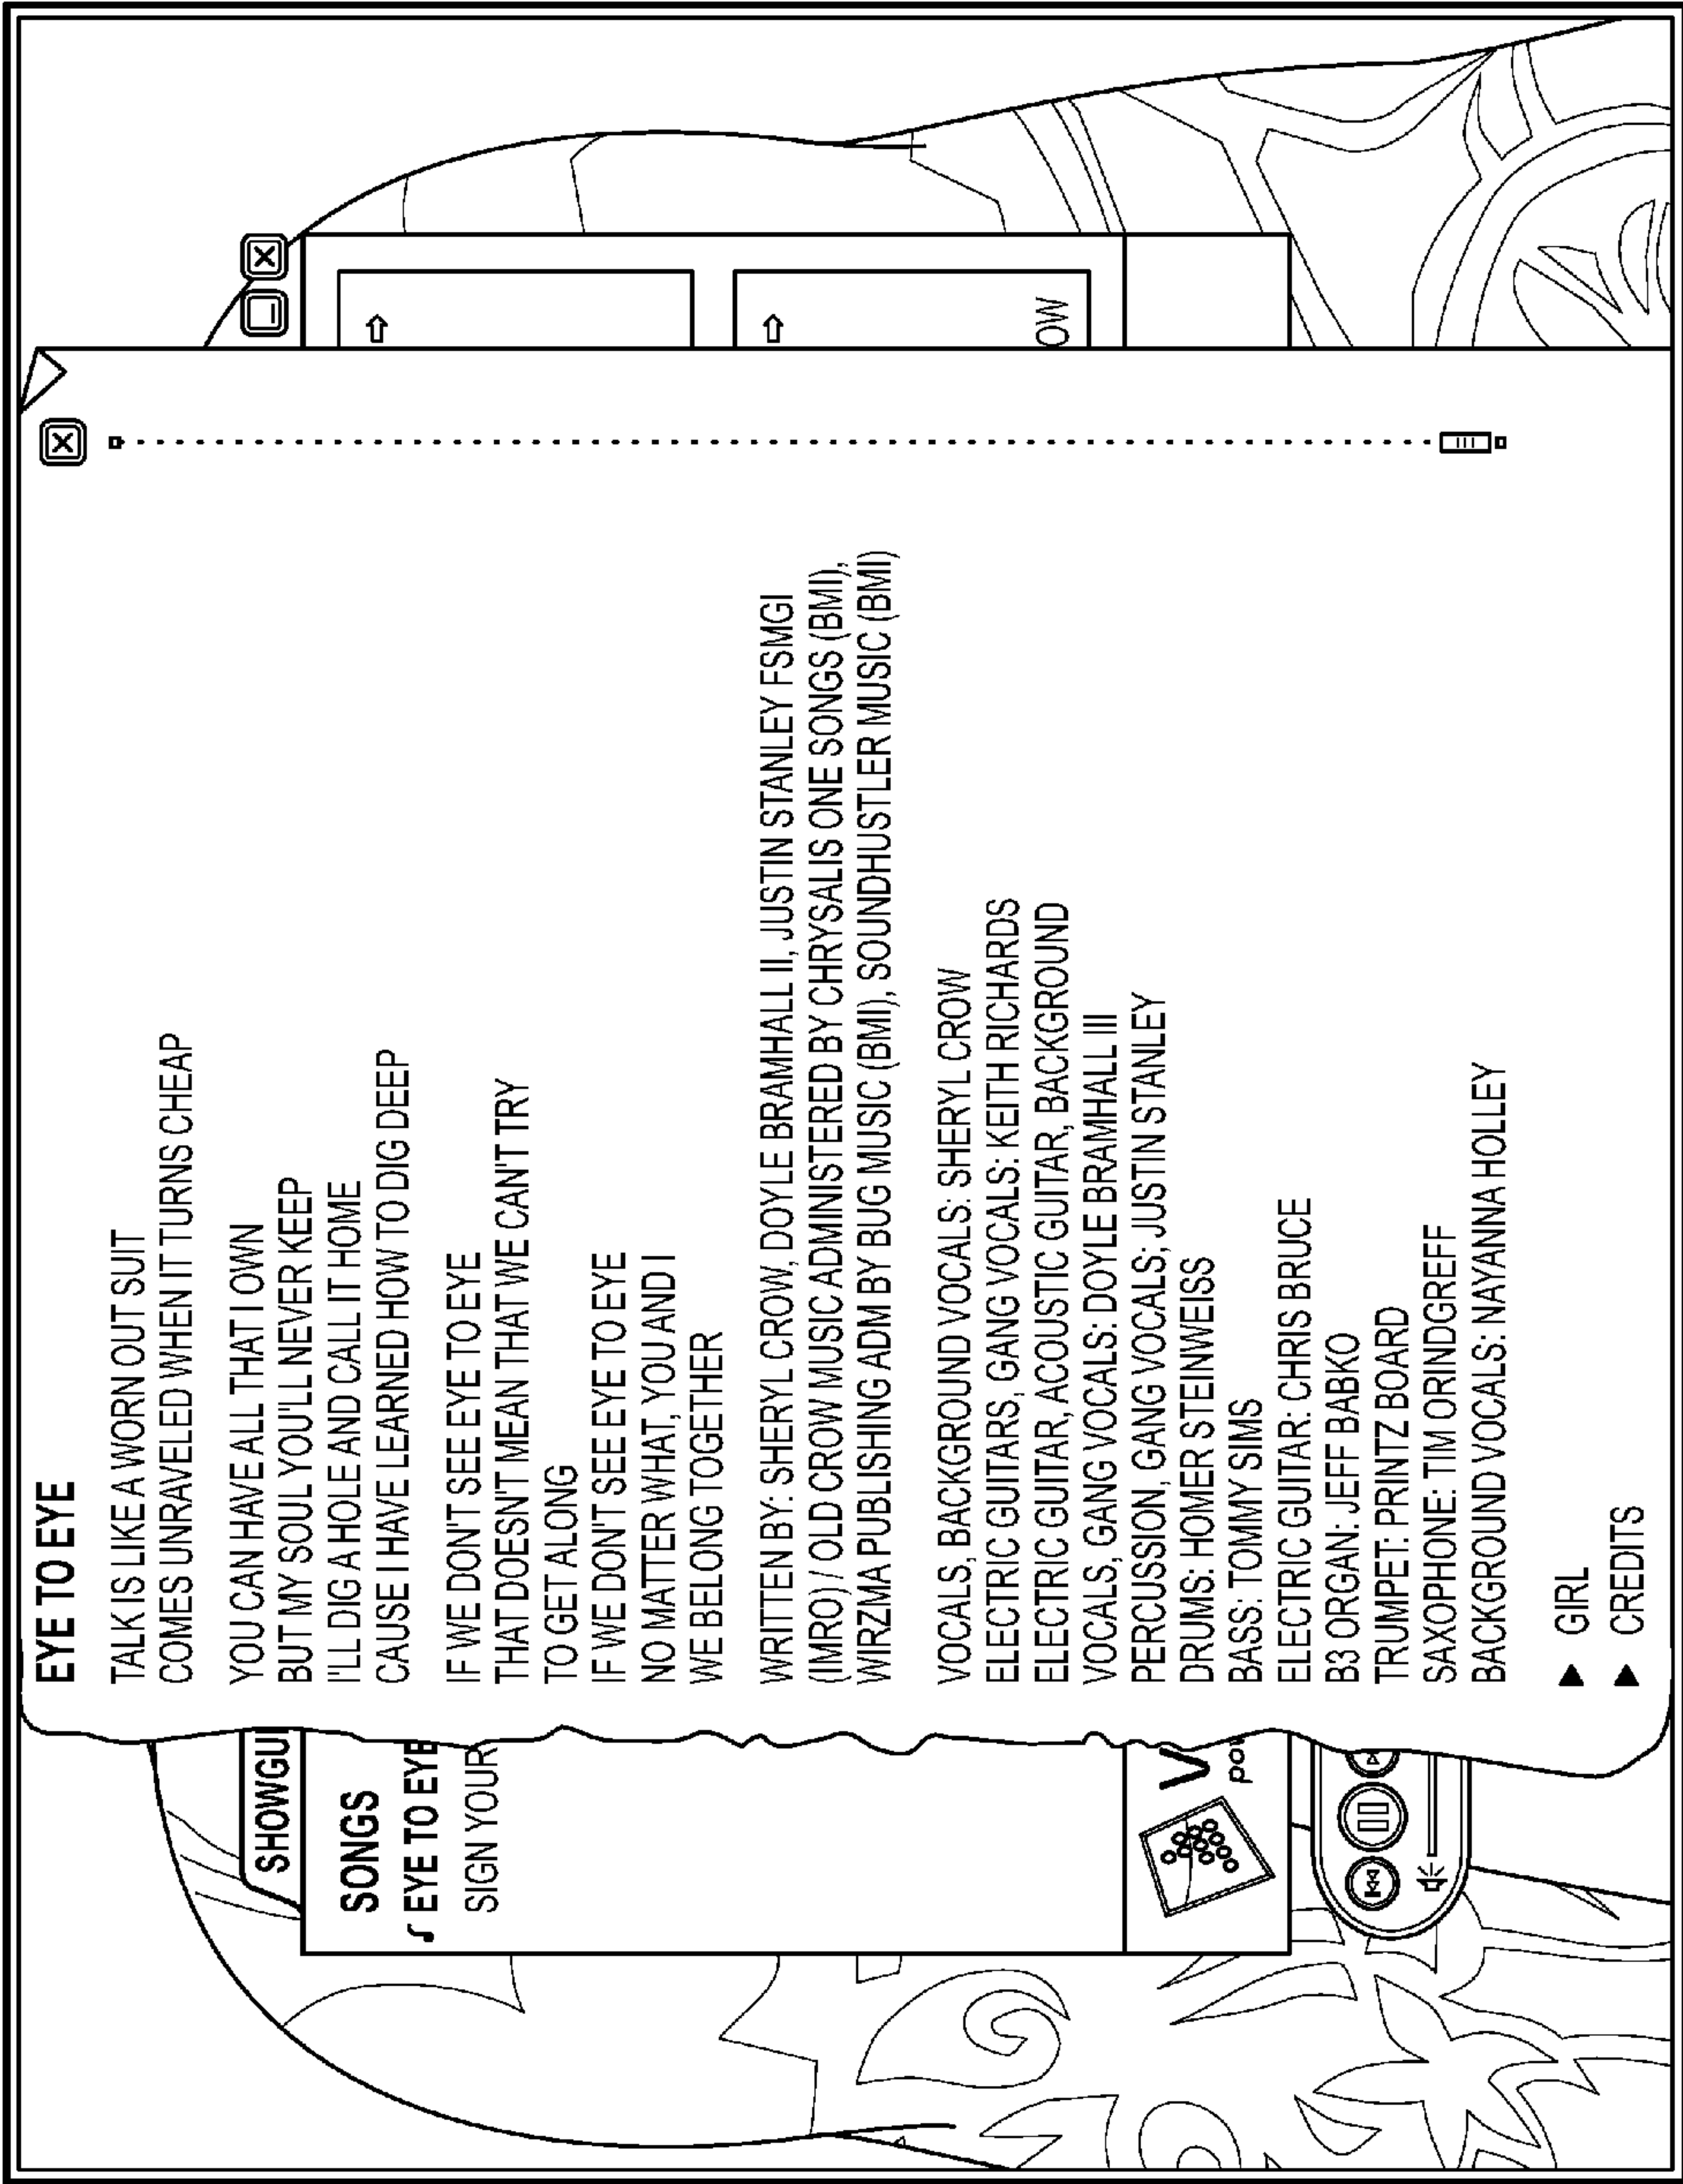 EYE TO EYE
TALK IS LIKE A WORN OUT SUIT
COMES UNRAVELED WHEN IT TURNS CHEAP
YOU CAN HAVE ALL THAT I OWN
BUT MY SOUL YOU'LL NEVER KEEP
I'LL DIG A HOLE AND CALL IT HOME
CAUSE I HAVE LEARNED HOW TO DIG DEEP
IF WE DON'T SEE EYE TO EYE
THAT DOESN'T MEAN THAT WE CAN'T TRY
TO GET ALONG
IF WE DON'T SEE EYE TO EYE
NO MATTER WHAT, YOU AND I
WE BELONG TOGETHER
WRITTEN BY: SHERYL CROW, DOYLE BRAMHALL II, JUSTIN STANLEY FSMGI
(IMRO) / OLD CROW MUSIC ADMINISTERED BY CHRYSALIS ONE SONGS (BMI),
WIRZMA PUBLISHING ADM BY BUG MUSIC (BMI), SOUNDHUSTLER MUSIC (BMI)
VOCALS, BACKGROUND VOCALS: SHERYL CROW
ELECTRIC GUITARS, GANG VOCALS: KEITH RICHARDS
ELECTRIC GUITAR, ACOUSTIC GUITAR, BACKGROUND
VOCALS, GANG VOCALS: DOYLE BRAMHALL III
PERCUSSION, GANG VOCALS; JUSTIN STANLEY
DRUMS: HOMER STEINWEISS
BASS: TOMMY SIMS
ELECTRIC GUITAR: CHRIS BRUCE
B3 ORGAN: JEFF BABKO
TRUMPET: PRINTZ BOARD
SAXOPHONE: TIM ORINDGREFF
BACKGROUND VOCALS: NAYANNA HOLLEY
GIRL
CREDITS
SHOWGUI
SONGS
EYE TO EYE
SIGN YOUR
V
pow
OW